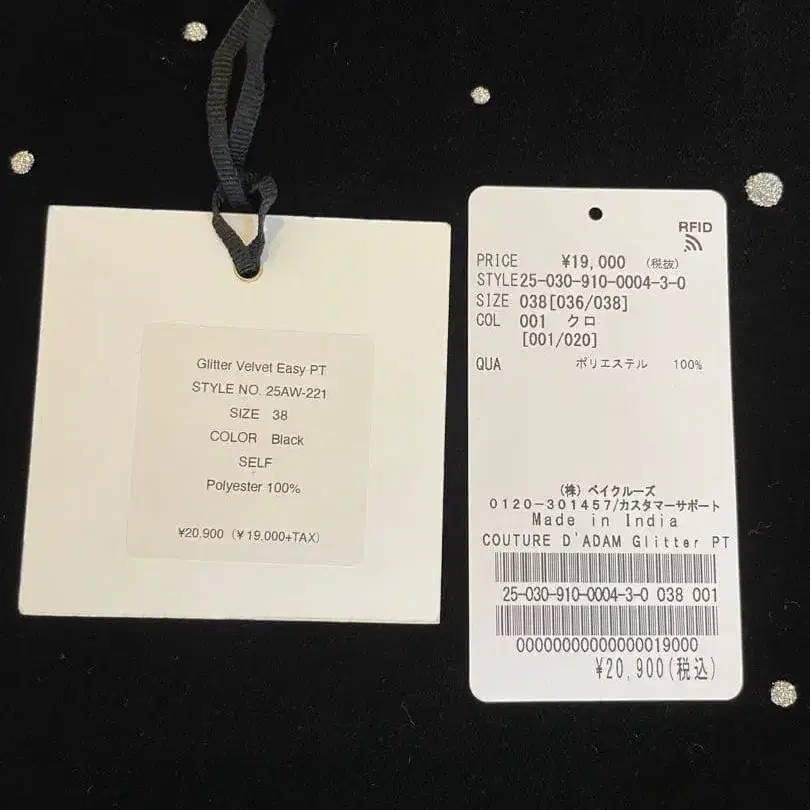 Glitter Velvet Easy PT
STYLE NO. 25AW-221
SIZE 38
COLOR Black
SELF
Polyester 100%
¥20,900 (¥19.000+TAX)
RFID
PRICE ¥19,000 (税抜)
STYLE 25-030-910-0004-3-0
SIZE 038[036/038]
COL 001 クロ
[001/020]
QUA ポリエステル 100%
(株) ベイクルーズ
0120-301457/カスタマーサポート
Made in India
COUTURE D'ADAM Glitter PT
25-030-910-0004-3-0 038 001
00000000000000019000
¥20,900(税込)